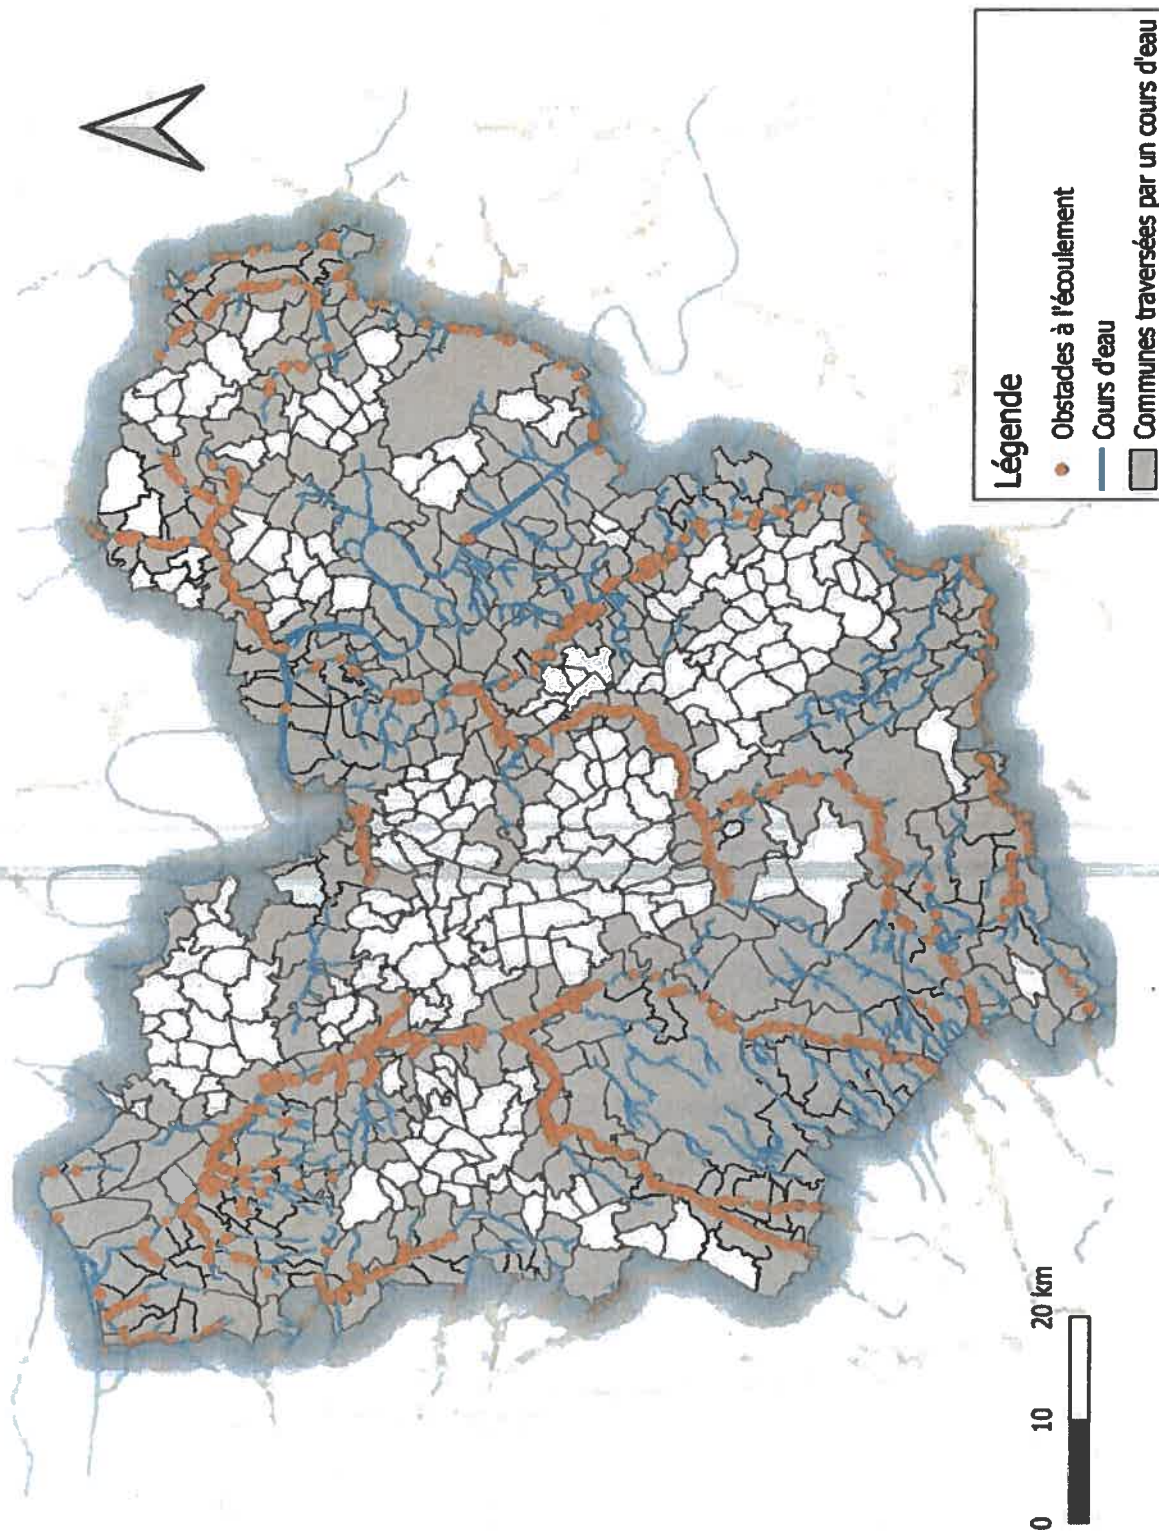 Légende
Obstacles à l'écoulement
Cours d'eau
Communes traversées par un cours d'eau
0 10 20 km